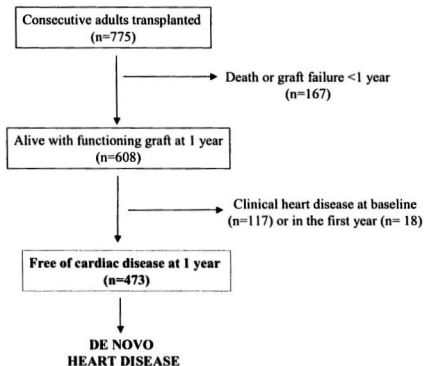 Consecutive adults transplanted
(n=775)
Death or graft failure <1 year
(n=167)
Alive with functioning graft at 1 year
(n=608)
Clinical heart disease at baseline
(n=117) or in the first year (n= 18)
Free of cardiac disease at 1 year
(n=473)
DE NOVO
HEART DISEASE